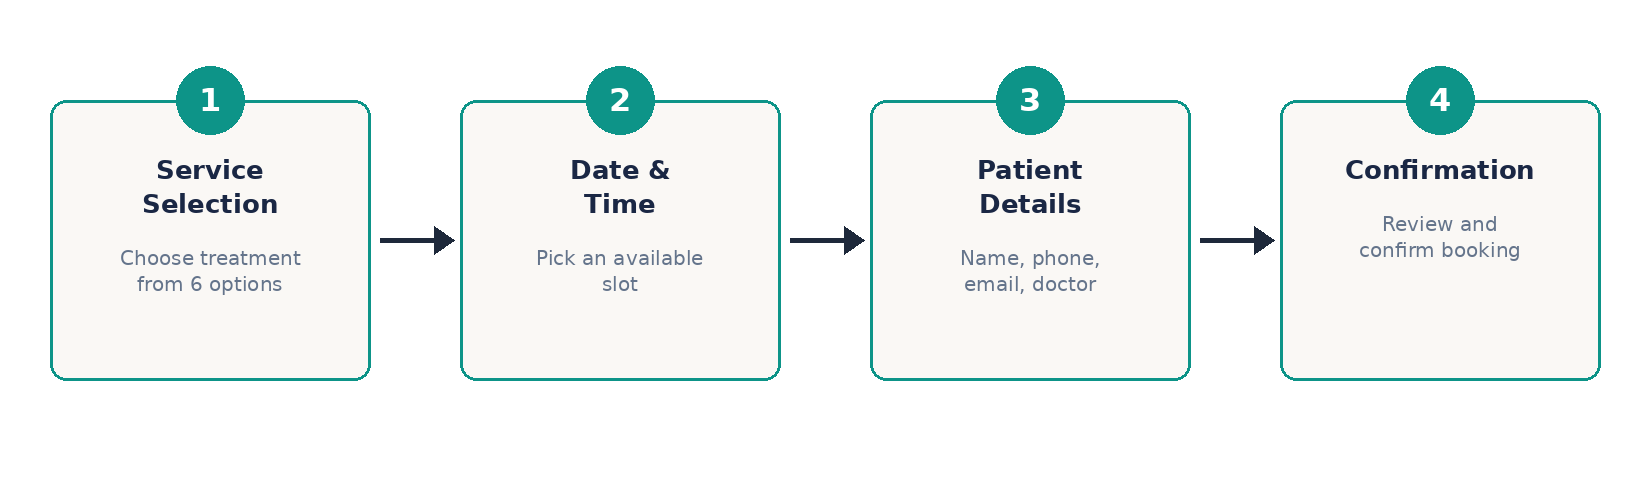 1
Service
Selection
Choose treatment
from 6 options
2
Date &
Time
Pick an available
slot
3
Patient
Details
Name, phone,
email, doctor
4
Confirmation
Review and
confirm booking